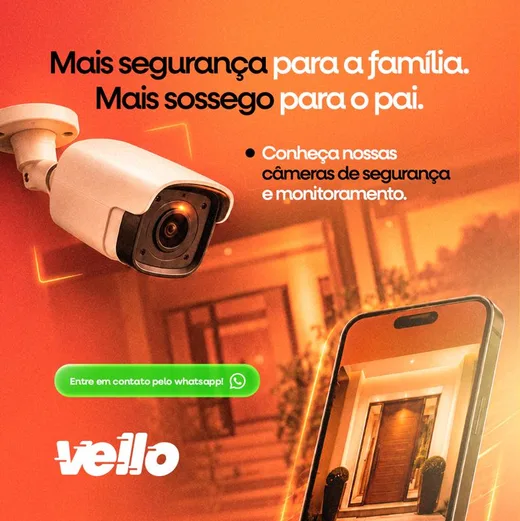 Mais segurança para a família.
Mais sossego para o pai.
Conheça nossas
câmeras de segurança
e monitoramento.
Entre em contato pelo whatsapp!
vello